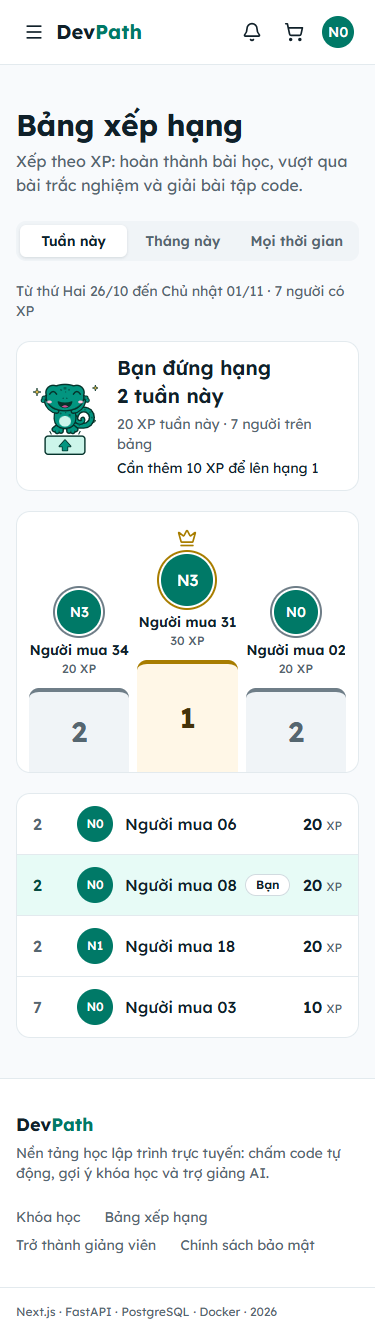 DevPath
N0
Bảng xếp hạng
Xếp theo XP: hoàn thành bài học, vượt qua
bài trắc nghiệm và giải bài tập code.
Tuần này
Tháng này
Mọi thời gian
Từ thứ Hai 26/10 đến Chủ nhật 01/11 · 7 người có
XP
Bạn đứng hạng
2 tuần này
20 XP tuần này · 7 người trên
bảng
Cần thêm 10 XP để lên hạng 1
N3
Người mua 34
20 XP
2
N3
Người mua 31
30 XP
1
N0
Người mua 02
20 XP
2
2 N0 Người mua 06 20 XP
2 N0 Người mua 08 Bạn 20 XP
2 N1 Người mua 18 20 XP
7 N0 Người mua 03 10 XP
DevPath
Nền tảng học lập trình trực tuyến: chấm code tự
động, gợi ý khóa học và trợ giảng AI.
Khóa học Bảng xếp hạng
Trở thành giảng viên Chính sách bảo mật
Next.js · FastAPI · PostgreSQL · Docker · 2026